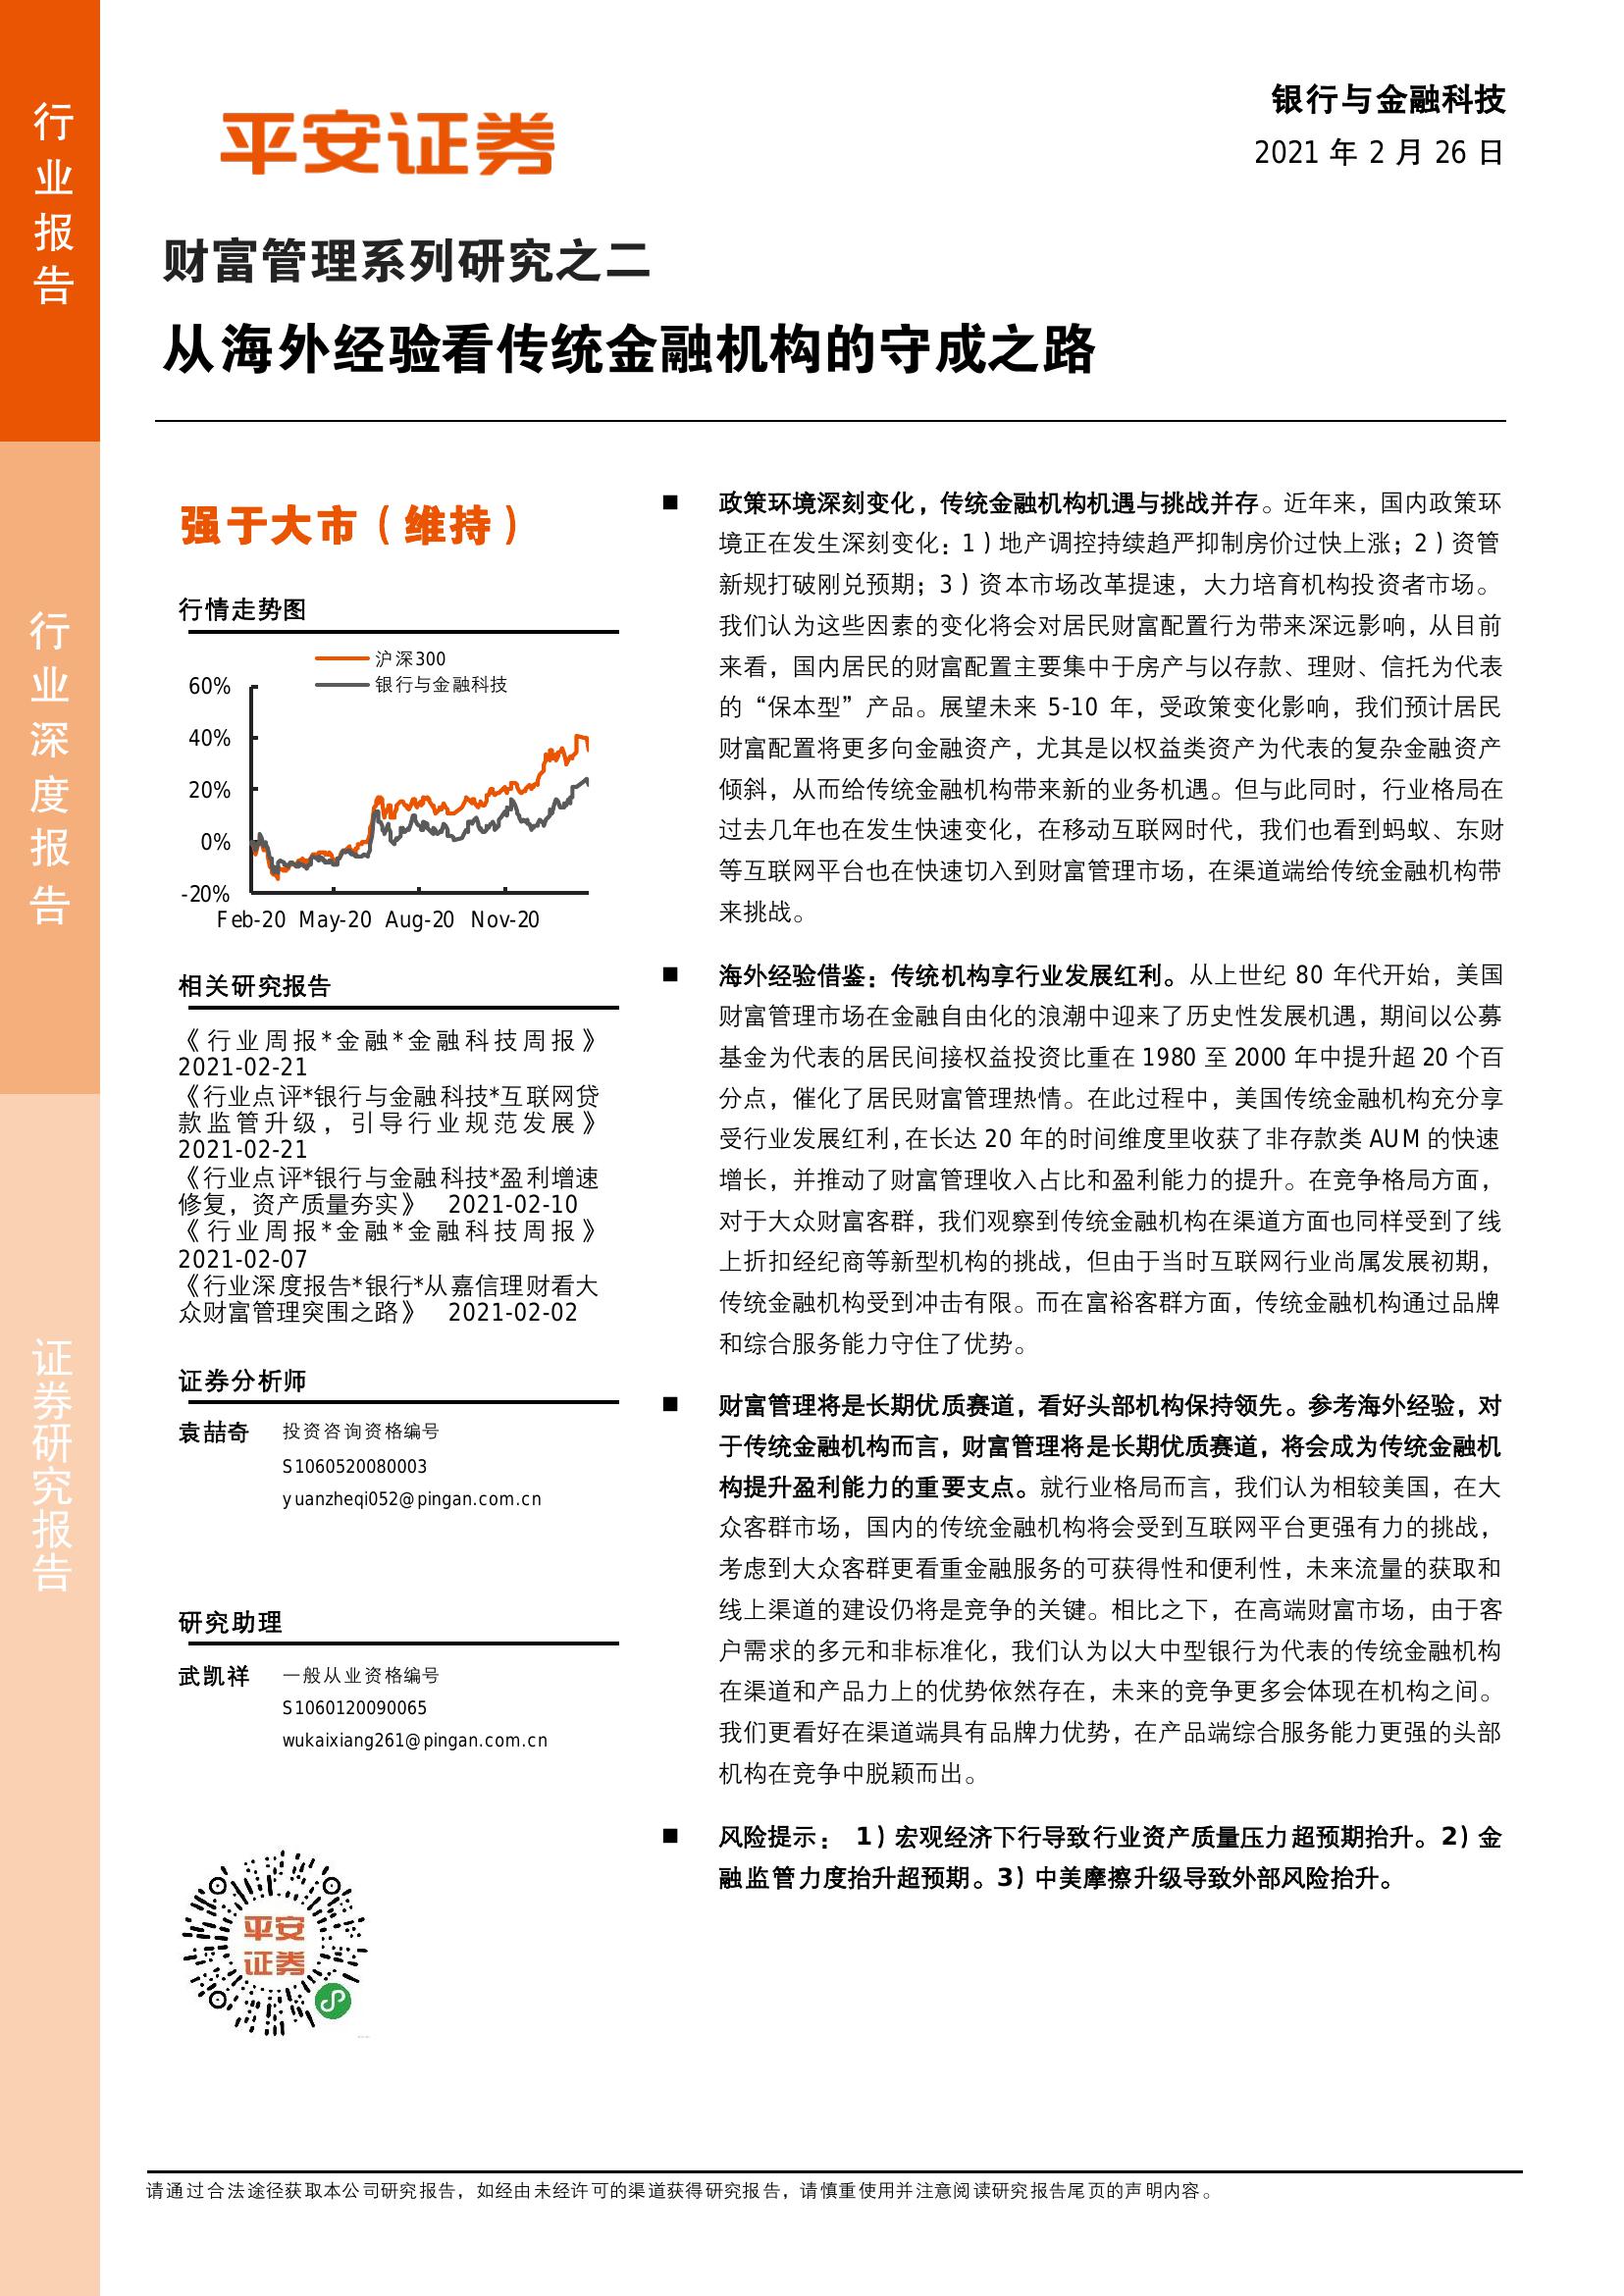 行业报告
行业深度报告
证券研究报告
平安证券
银行与金融科技
2021 年 2 月 26 日
财富管理系列研究之二
从海外经验看传统金融机构的守成之路
强于大市（维持）
行情走势图
沪深300
银行与金融科技
60%
40%
20%
0%
-20%
Feb-20 May-20 Aug-20 Nov-20
相关研究报告
《行业周报*金融*金融科技周报》
2021-02-21
《行业点评*银行与金融科技*互联网贷
款监管升级，引导行业规范发展》
2021-02-21
《行业点评*银行与金融科技*盈利增速
修复，资产质量夯实》 2021-02-10
《行业周报*金融*金融科技周报》
2021-02-07
《行业深度报告*银行*从嘉信理财看大
众财富管理突围之路》 2021-02-02
证券分析师
袁喆奇 投资咨询资格编号
S1060520080003
yuanzheqi052@pingan.com.cn
研究助理
武凯祥 一般从业资格编号
S1060120090065
wukaixiang261@pingan.com.cn
平安
证券
■ 政策环境深刻变化，传统金融机构机遇与挑战并存。近年来，国内政策环
境正在发生深刻变化：1）地产调控持续趋严抑制房价过快上涨；2）资管
新规打破刚兑预期；3）资本市场改革提速，大力培育机构投资者市场。
我们认为这些因素的变化将会对居民财富配置行为带来深远影响，从目前
来看，国内居民的财富配置主要集中于房产与以存款、理财、信托为代表
的“保本型”产品。展望未来 5-10 年，受政策变化影响，我们预计居民
财富配置将更多向金融资产，尤其是以权益类资产为代表的复杂金融资产
倾斜，从而给传统金融机构带来新的业务机遇。但与此同时，行业格局在
过去几年也在发生快速变化，在移动互联网时代，我们也看到蚂蚁、东财
等互联网平台也在快速切入到财富管理市场，在渠道端给传统金融机构带
来挑战。
■ 海外经验借鉴：传统机构享行业发展红利。从上世纪 80 年代开始，美国
财富管理市场在金融自由化的浪潮中迎来了历史性发展机遇，期间以公募
基金为代表的居民间接权益投资比重在 1980 至 2000 年中提升超 20 个百
分点，催化了居民财富管理热情。在此过程中，美国传统金融机构充分享
受行业发展红利，在长达 20 年的时间维度里收获了非存款类 AUM 的快速
增长，并推动了财富管理收入占比和盈利能力的提升。在竞争格局方面，
对于大众财富客群，我们观察到传统金融机构在渠道方面也同样受到了线
上折扣经纪商等新型机构的挑战，但由于当时互联网行业尚属发展初期，
传统金融机构受到冲击有限。而在富裕客群方面，传统金融机构通过品牌
和综合服务能力守住了优势。
■ 财富管理将是长期优质赛道，看好头部机构保持领先。参考海外经验，对
于传统金融机构而言，财富管理将是长期优质赛道，将会成为传统金融机
构提升盈利能力的重要支点。就行业格局而言，我们认为相较美国，在大
众客群市场，国内的传统金融机构将会受到互联网平台更强有力的挑战，
考虑到大众客群更看重金融服务的可获得性和便利性，未来流量的获取和
线上渠道的建设仍将是竞争的关键。相比之下，在高端财富市场，由于客
户需求的多元和非标准化，我们认为以大中型银行为代表的传统金融机构
在渠道和产品力上的优势依然存在，未来的竞争更多会体现在机构之间。
我们更看好在渠道端具有品牌力优势，在产品端综合服务能力更强的头部
机构在竞争中脱颖而出。
■ 风险提示： 1）宏观经济下行导致行业资产质量压力超预期抬升。2）金
融监管力度抬升超预期。3）中美摩擦升级导致外部风险抬升。
请通过合法途径获取本公司研究报告，如经由未经许可的渠道获得研究报告，请慎重使用并注意阅读研究报告尾页的声明内容。